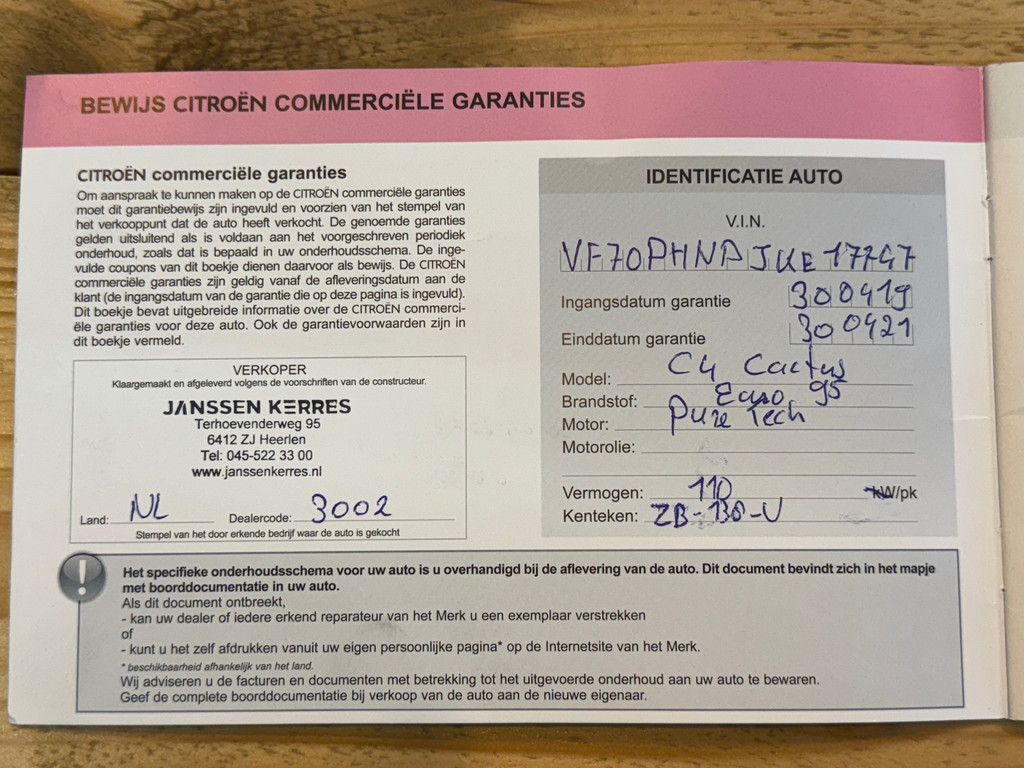 BEWIJS CITROËN COMMERCIËLE GARANTIES
CITROËN commerciële garanties
Om aanspraak te kunnen maken op de CITROËN commerciële garanties
moet dit garantiebewijs zijn ingevuld en voorzien van het stempel van
het verkooppunt dat de auto heeft verkocht. De genoemde garanties
gelden uitsluitend als is voldaan aan het voorgeschreven periodiek
onderhoud, zoals dat is bepaald in uw onderhoudsschema. De inge-
vulde coupons van dit boekje dienen daarvoor als bewijs. De CITROËN
commerciële garanties zijn geldig vanaf de afleveringsdatum aan de
klant (de ingangsdatum van de garantie die op deze pagina is ingevuld).
Dit boekje bevat uitgebreide informatie over de CITROËN commerci-
ële garanties voor deze auto. Ook de garantievoorwaarden zijn in
dit boekje vermeld.
VERKOPER
Klaargemaakt en afgeleverd volgens de voorschriften van de constructeur.
JANSSEN KERRES
Terhoevenderweg 95
6412 ZJ Heerlen
Tel: 045-522 33 00
www.janssenkerres.nl
Land: NL Dealercode: 3002
Stempel van het door erkende bedrijf waar de auto is gekocht
IDENTIFICATIE AUTO
V.I.N.
Ingangsdatum garantie 300419
Einddatum garantie 300421
Model: C4 Cactus
Brandstof: 95
Motor: Pure Tech
Motorolie:
Vermogen: 110 kW/pk
Kenteken: ZB-138-V
Het specifieke onderhoudsschema voor uw auto is u overhandigd bij de aflevering van de auto. Dit document bevindt zich in het mapje
met boorddocumentatie in uw auto.
Als dit document ontbreekt,
- kan uw dealer of iedere erkend reparateur van het Merk u een exemplaar verstrekken
of
- kunt u het zelf afdrukken vanuit uw eigen persoonlijke pagina* op de Internetsite van het Merk.
* beschikbaarheid afhankelijk van het land.
Wij adviseren u de facturen en documenten met betrekking tot het uitgevoerde onderhoud aan uw auto te bewaren.
Geef de complete boorddocumentatie bij verkoop van de auto aan de nieuwe eigenaar.